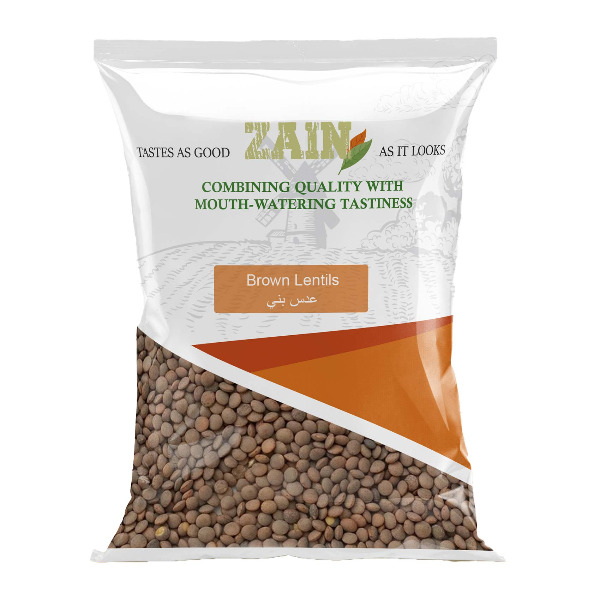 ZAIN
TASTES AS GOOD AS IT LOOKS
COMBINING QUALITY WITH
MOUTH-WATERING TASTINESS
Brown Lentils
عدس بني